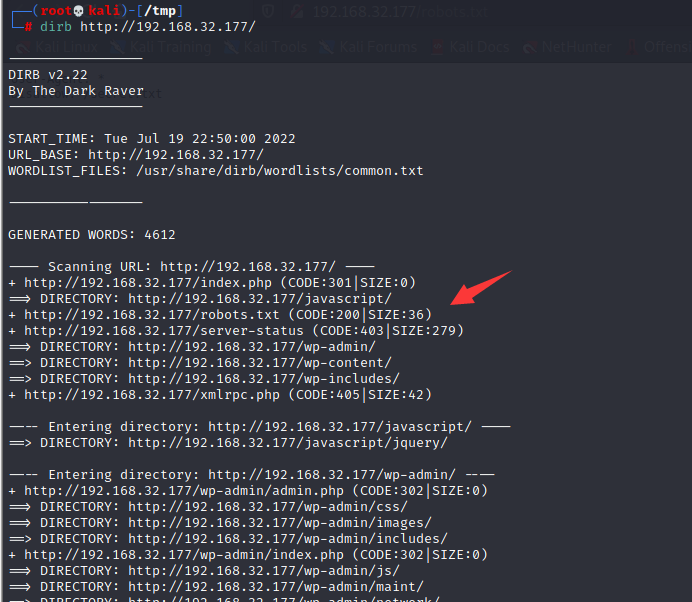 ┌──(root💀kali)-[/tmp]
└─# dirb http://192.168.32.177/
-----------------
DIRB v2.22
By The Dark Raver
-----------------
START_TIME: Tue Jul 19 22:50:00 2022
URL_BASE: http://192.168.32.177/
WORDLIST_FILES: /usr/share/dirb/wordlists/common.txt
-----------------
GENERATED WORDS: 4612
---- Scanning URL: http://192.168.32.177/ ----
+ http://192.168.32.177/index.php (CODE:301|SIZE:0)
==> DIRECTORY: http://192.168.32.177/javascript/
+ http://192.168.32.177/robots.txt (CODE:200|SIZE:36)
+ http://192.168.32.177/server-status (CODE:403|SIZE:279)
==> DIRECTORY: http://192.168.32.177/wp-admin/
==> DIRECTORY: http://192.168.32.177/wp-content/
==> DIRECTORY: http://192.168.32.177/wp-includes/
+ http://192.168.32.177/xmlrpc.php (CODE:405|SIZE:42)
---- Entering directory: http://192.168.32.177/javascript/ ----
==> DIRECTORY: http://192.168.32.177/javascript/jquery/
---- Entering directory: http://192.168.32.177/wp-admin/ ----
+ http://192.168.32.177/wp-admin/admin.php (CODE:302|SIZE:0)
==> DIRECTORY: http://192.168.32.177/wp-admin/css/
==> DIRECTORY: http://192.168.32.177/wp-admin/images/
==> DIRECTORY: http://192.168.32.177/wp-admin/includes/
+ http://192.168.32.177/wp-admin/index.php (CODE:302|SIZE:0)
==> DIRECTORY: http://192.168.32.177/wp-admin/js/
==> DIRECTORY: http://192.168.32.177/wp-admin/maint/
==> DIRECTORY: http://192.168.32.177/wp-admin/network/